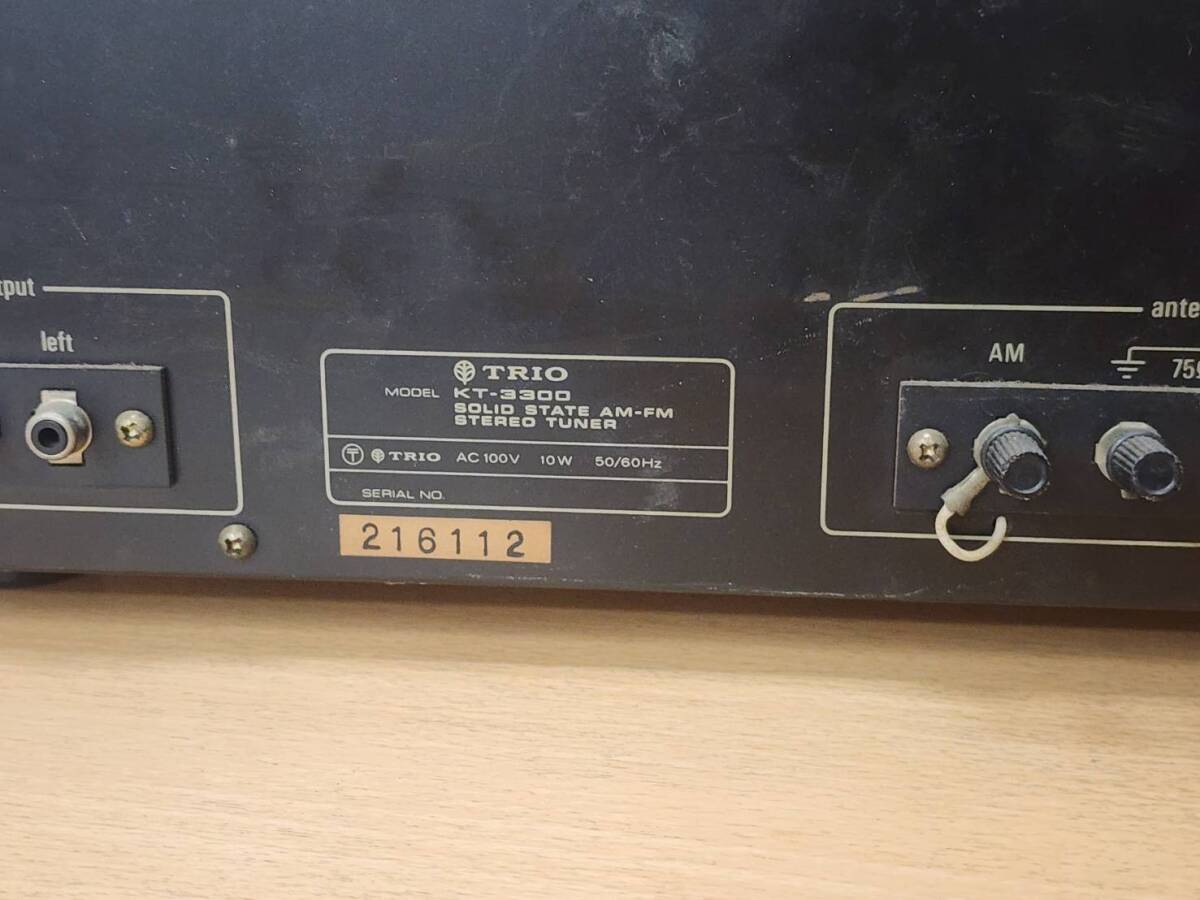 left
TRIO
MODEL KT-3300
SOLID STATE AM-FM
STEREO TUNER
〒 TRIO AC 100V 10W 50/60Hz
SERIAL NO.
216112
AM
75Ω